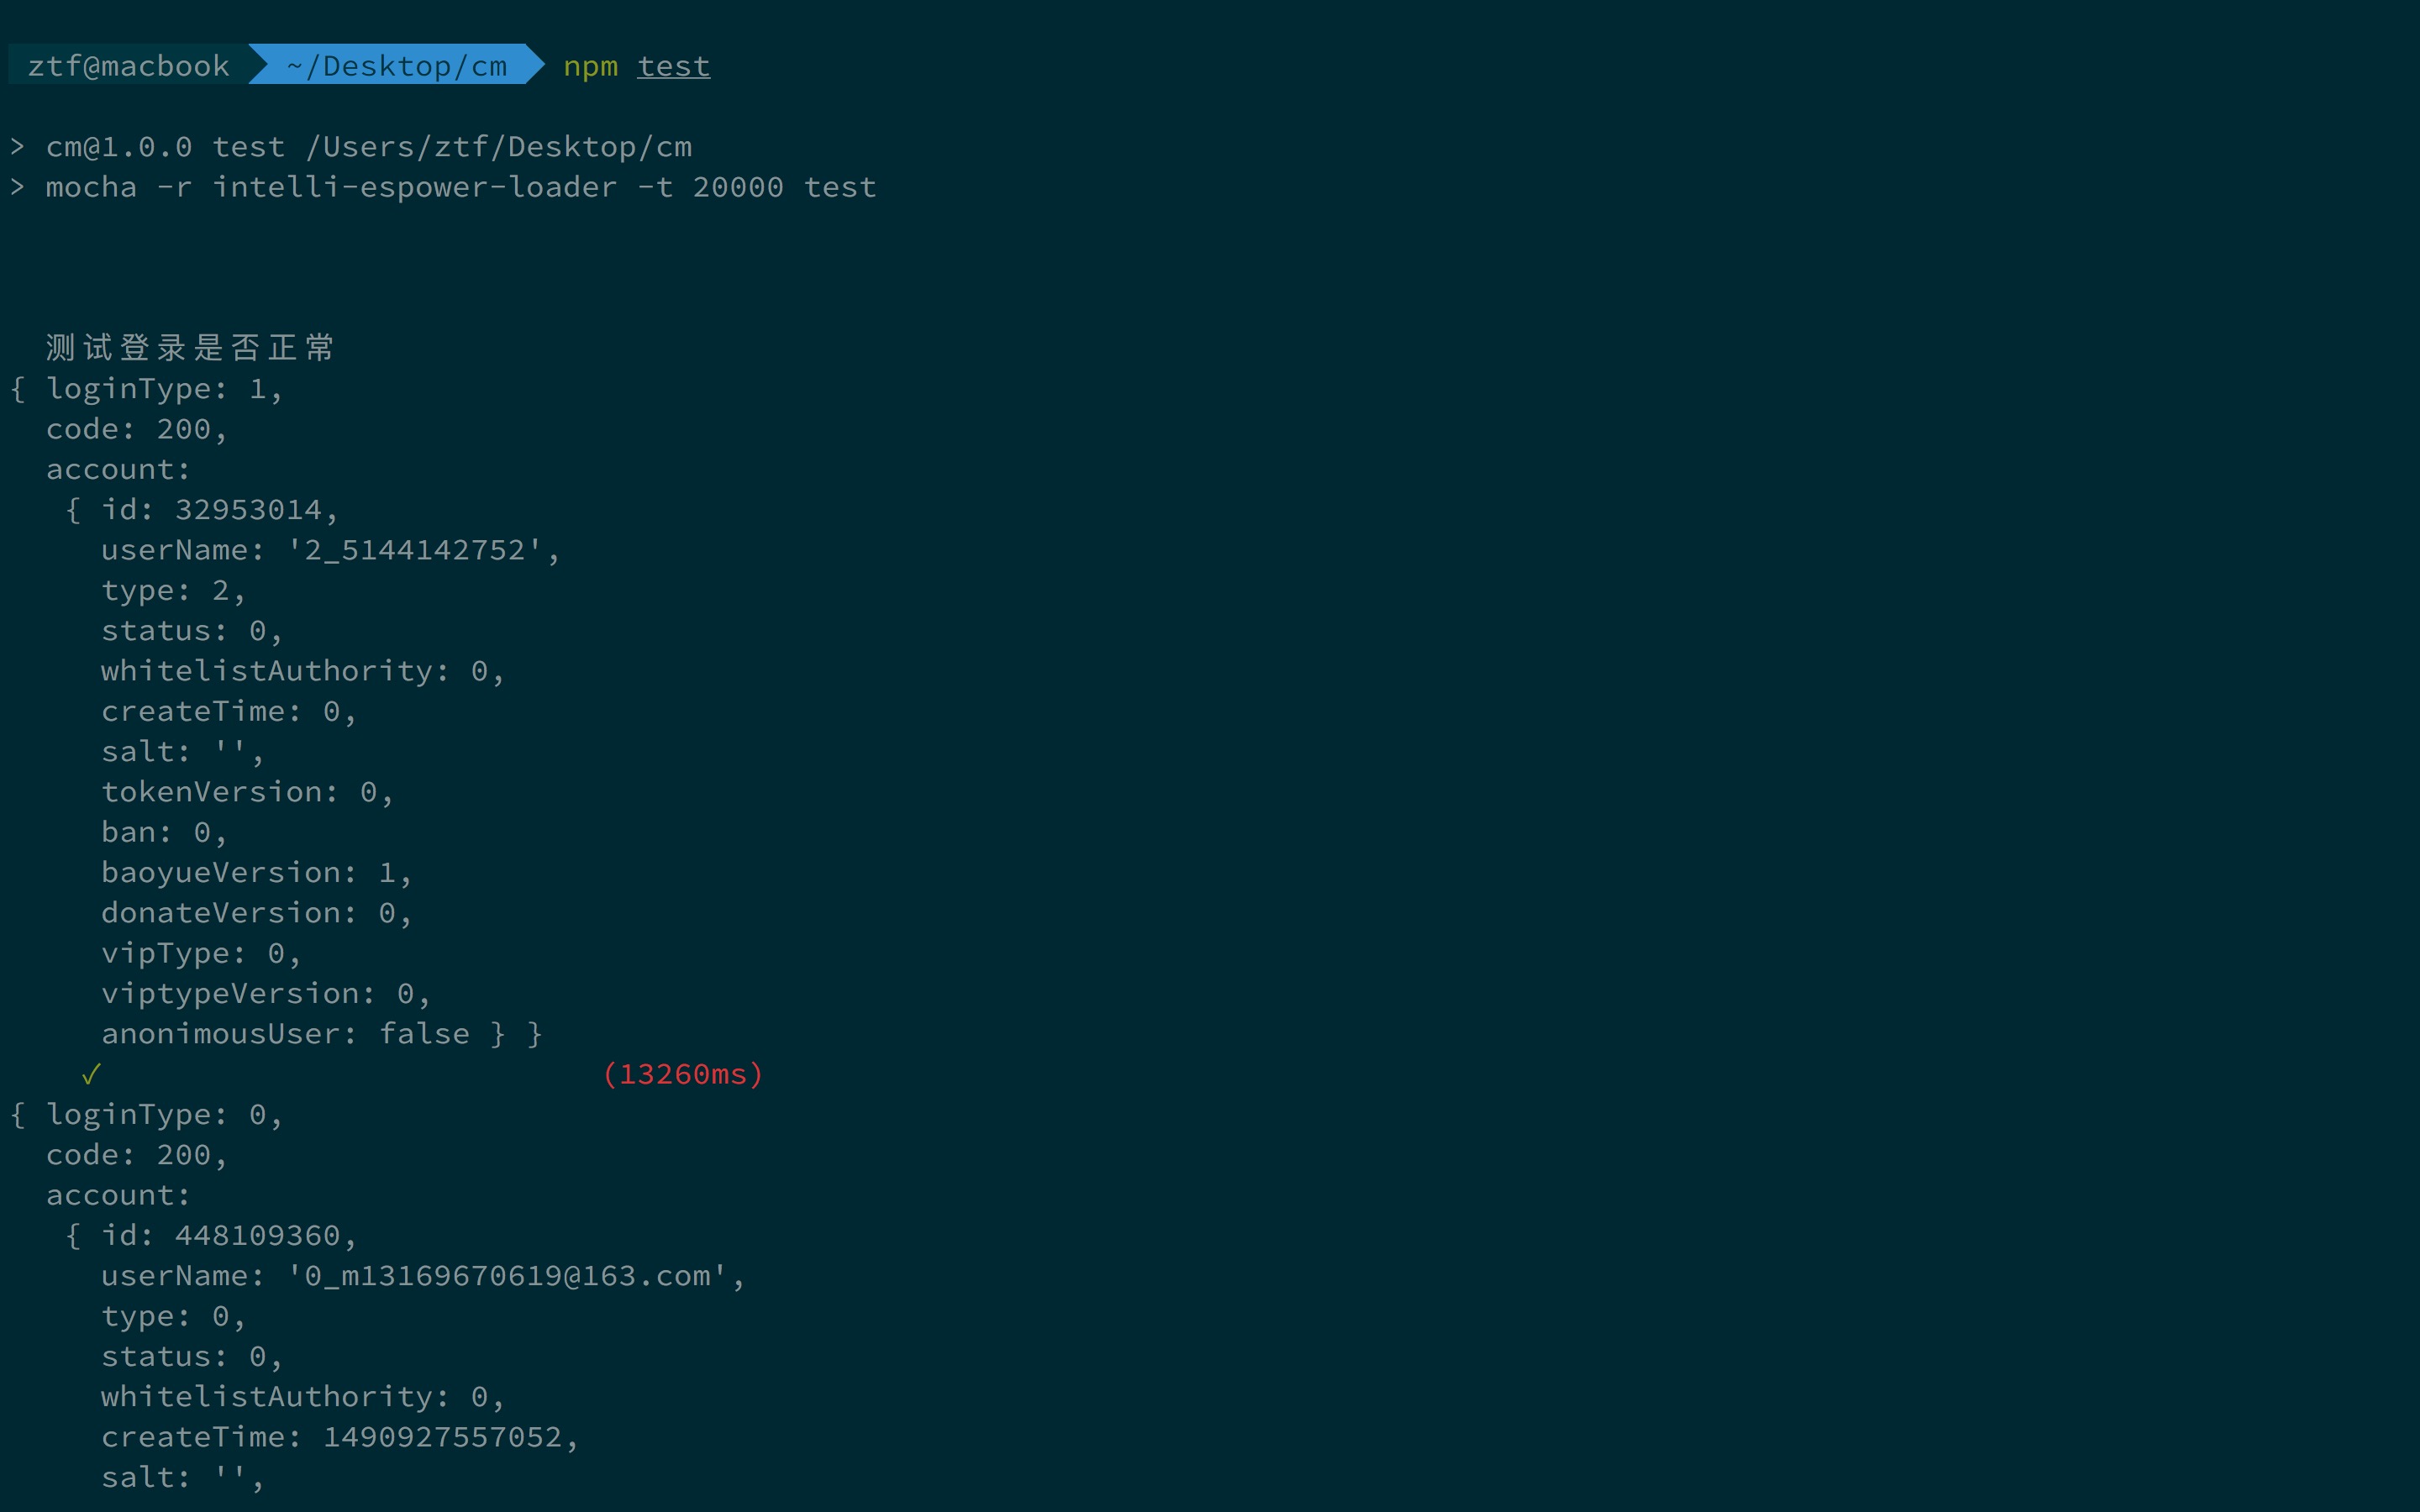 ztf@macbook ~/Desktop/cm npm test
> cm@1.0.0 test /Users/ztf/Desktop/cm
> mocha -r intelli-espower-loader -t 20000 test
测试登录是否正常
{ loginType: 1,
code: 200,
account:
{ id: 32953014,
userName: '2_5144142752',
type: 2,
status: 0,
whitelistAuthority: 0,
createTime: 0,
salt: '',
tokenVersion: 0,
ban: 0,
baoyueVersion: 1,
donateVersion: 0,
vipType: 0,
viptypeVersion: 0,
anonimousUser: false } }
✓ (13260ms)
{ loginType: 0,
code: 200,
account:
{ id: 448109360,
userName: '0_m13169670619@163.com',
type: 0,
status: 0,
whitelistAuthority: 0,
createTime: 1490927557052,
salt: '',